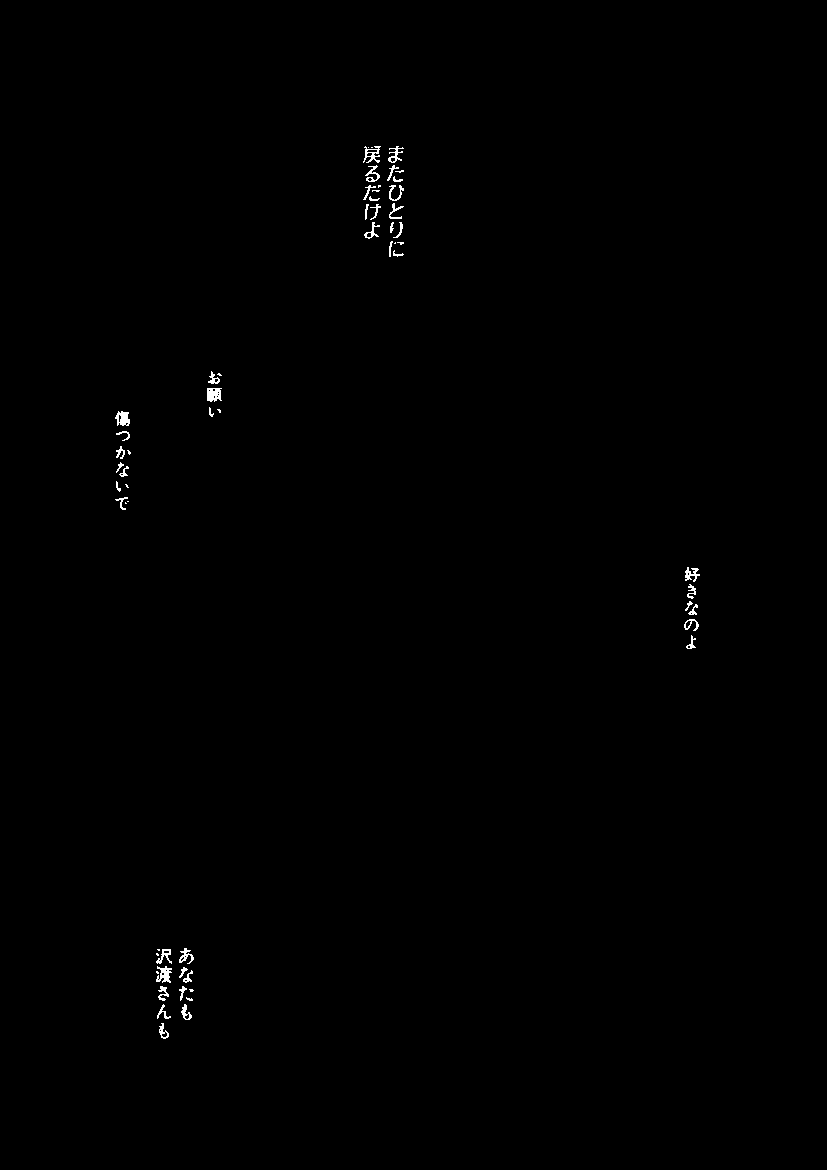 またひとりに
戻るだけよ
お願い
傷つかないで
好きなのよ
あなたも
沢渡さんも